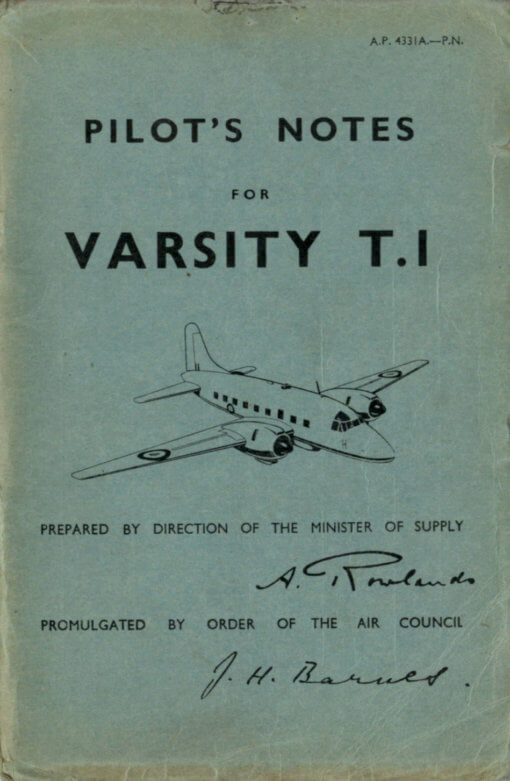 A.P. 4331A.—P.N.
PILOT'S NOTES
FOR
VARSITY T.I
PREPARED BY DIRECTION OF THE MINISTER OF SUPPLY
A. Rowlands
PROMULGATED BY ORDER OF THE AIR COUNCIL
J. H. Barnes.